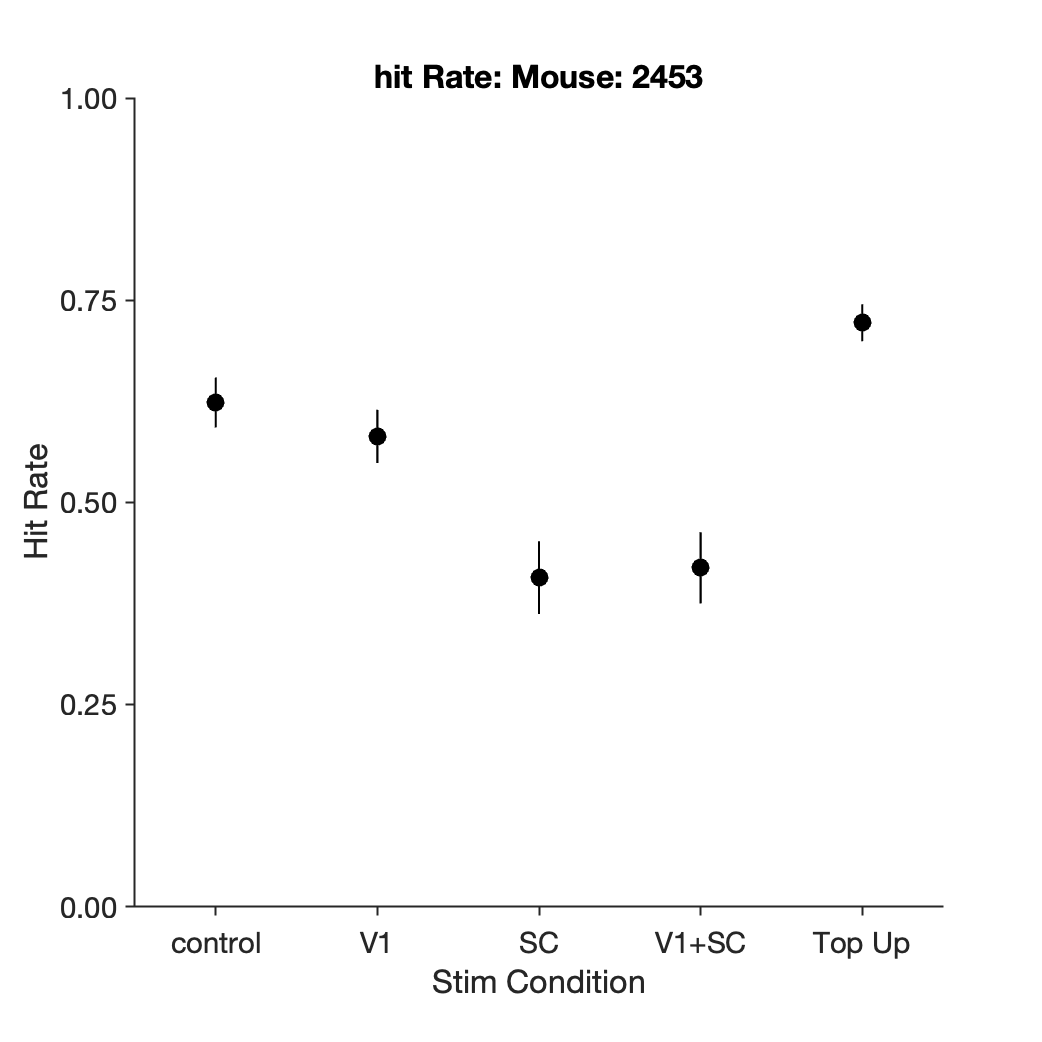 hit Rate: Mouse: 2453
1.00
0.75
0.50
0.25
0.00
Hit Rate
control V1 SC V1+SC Top Up
Stim Condition